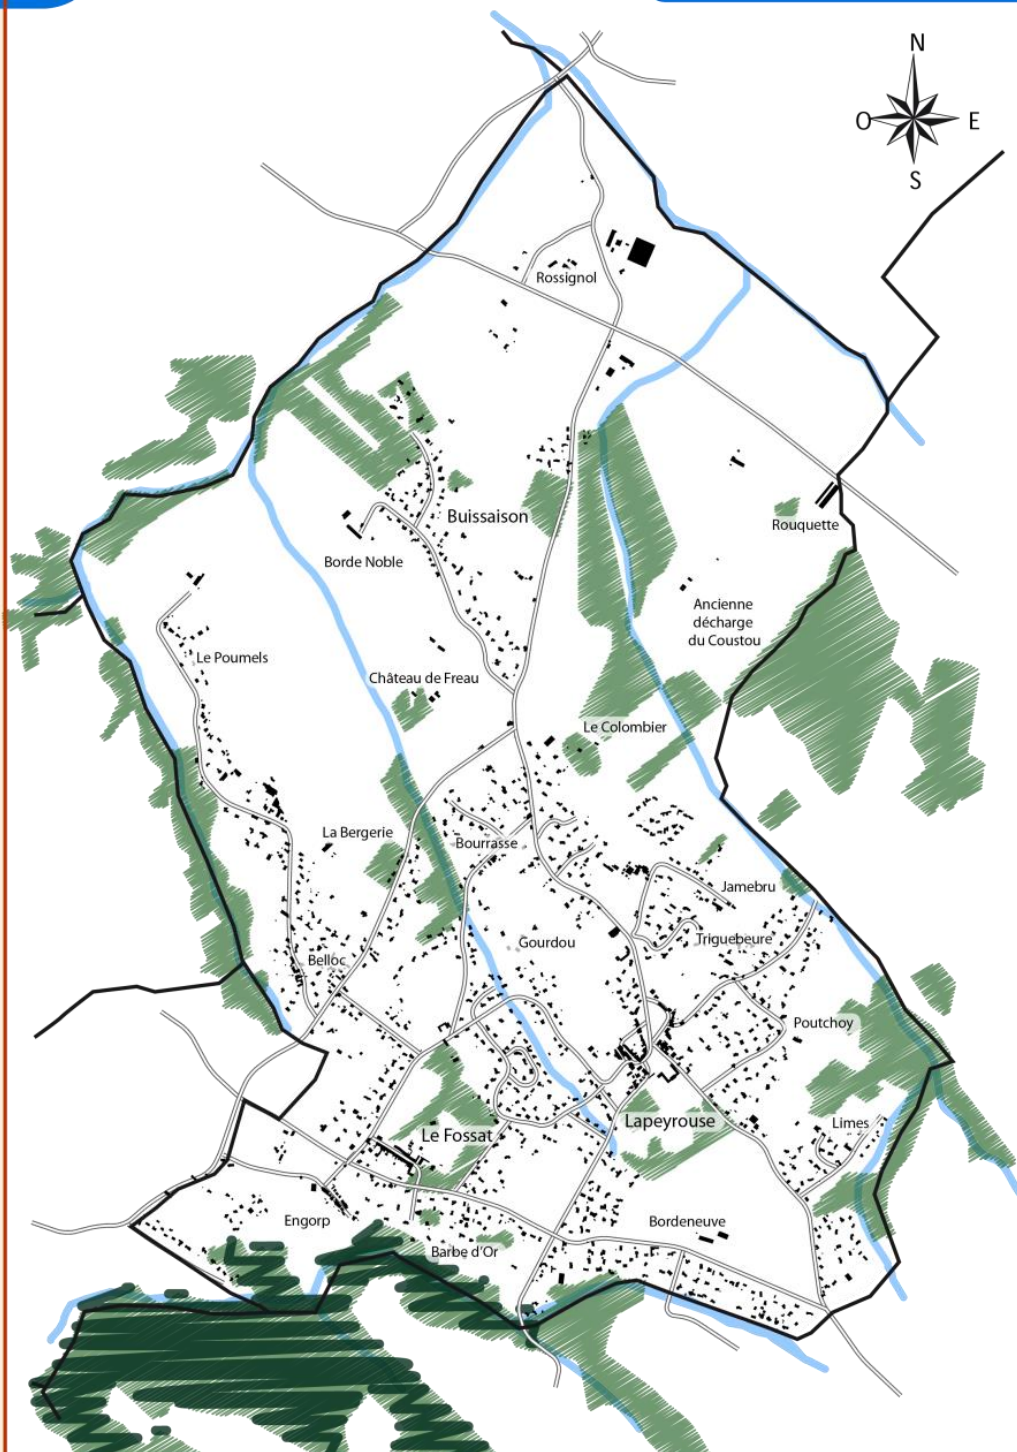 N
O
E
S
Rossignol
Buissaison
Rouquette
Borde Noble
Ancienne
décharge
du Coustou
Le Poumels
Château de Freau
Le Colombier
La Bergerie
Bourrasse
Jamebru
Gourdou
Triguebeure
Belloc
Poutchoy
Lapeyrouse
Limes
Le Fossat
Engorp
Bordeneuve
Barbe d'Or